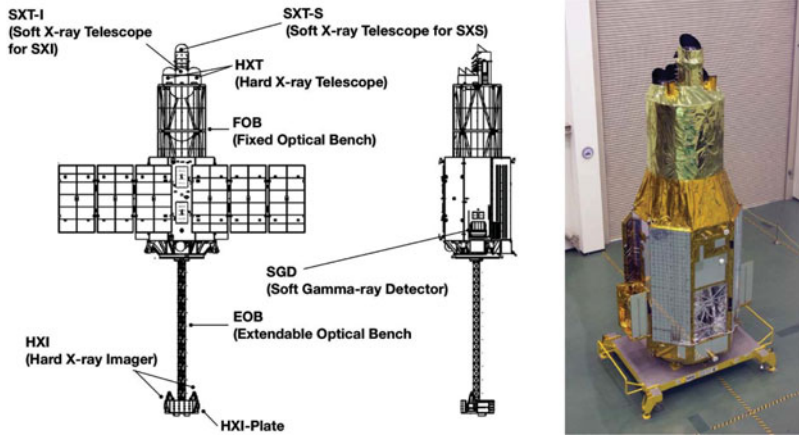 SXT-I
(Soft X-ray Telescope
for SXI)
SXT-S
(Soft X-ray Telescope for SXS)
HXT
(Hard X-ray Telescope)
FOB
(Fixed Optical Bench)
SGD
(Soft Gamma-ray Detector)
EOB
(Extendable Optical Bench
HXI
(Hard X-ray Imager)
HXI-Plate